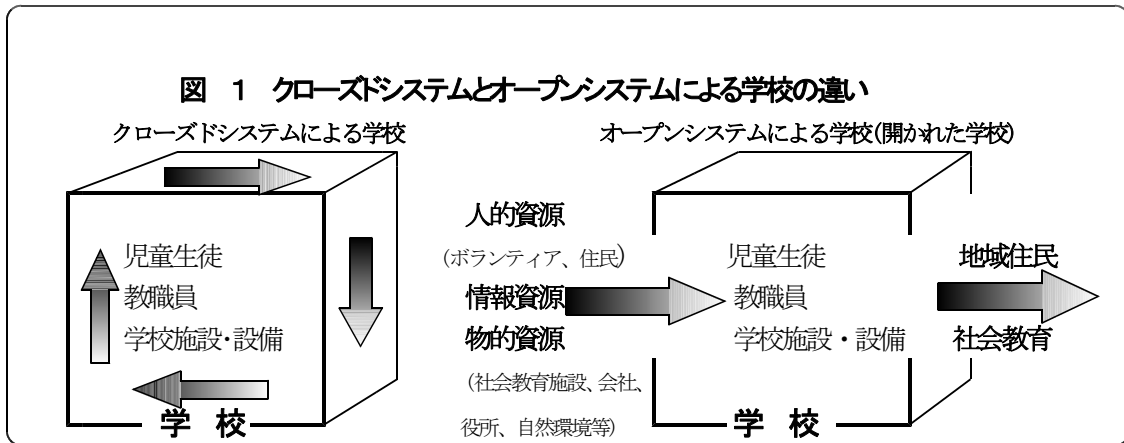 図 1 クローズドシステムとオープンシステムによる学校の違い
クローズドシステムによる学校
児童生徒
教職員
学校施設・設備
学 校
オープンシステムによる学校(開かれた学校)
人的資源
(ボランティア、住民)
情報資源
物的資源
(社会教育施設、会社、
役所、自然環境等)
児童生徒
教職員
学校施設・設備
学 校
地域住民
社会教育